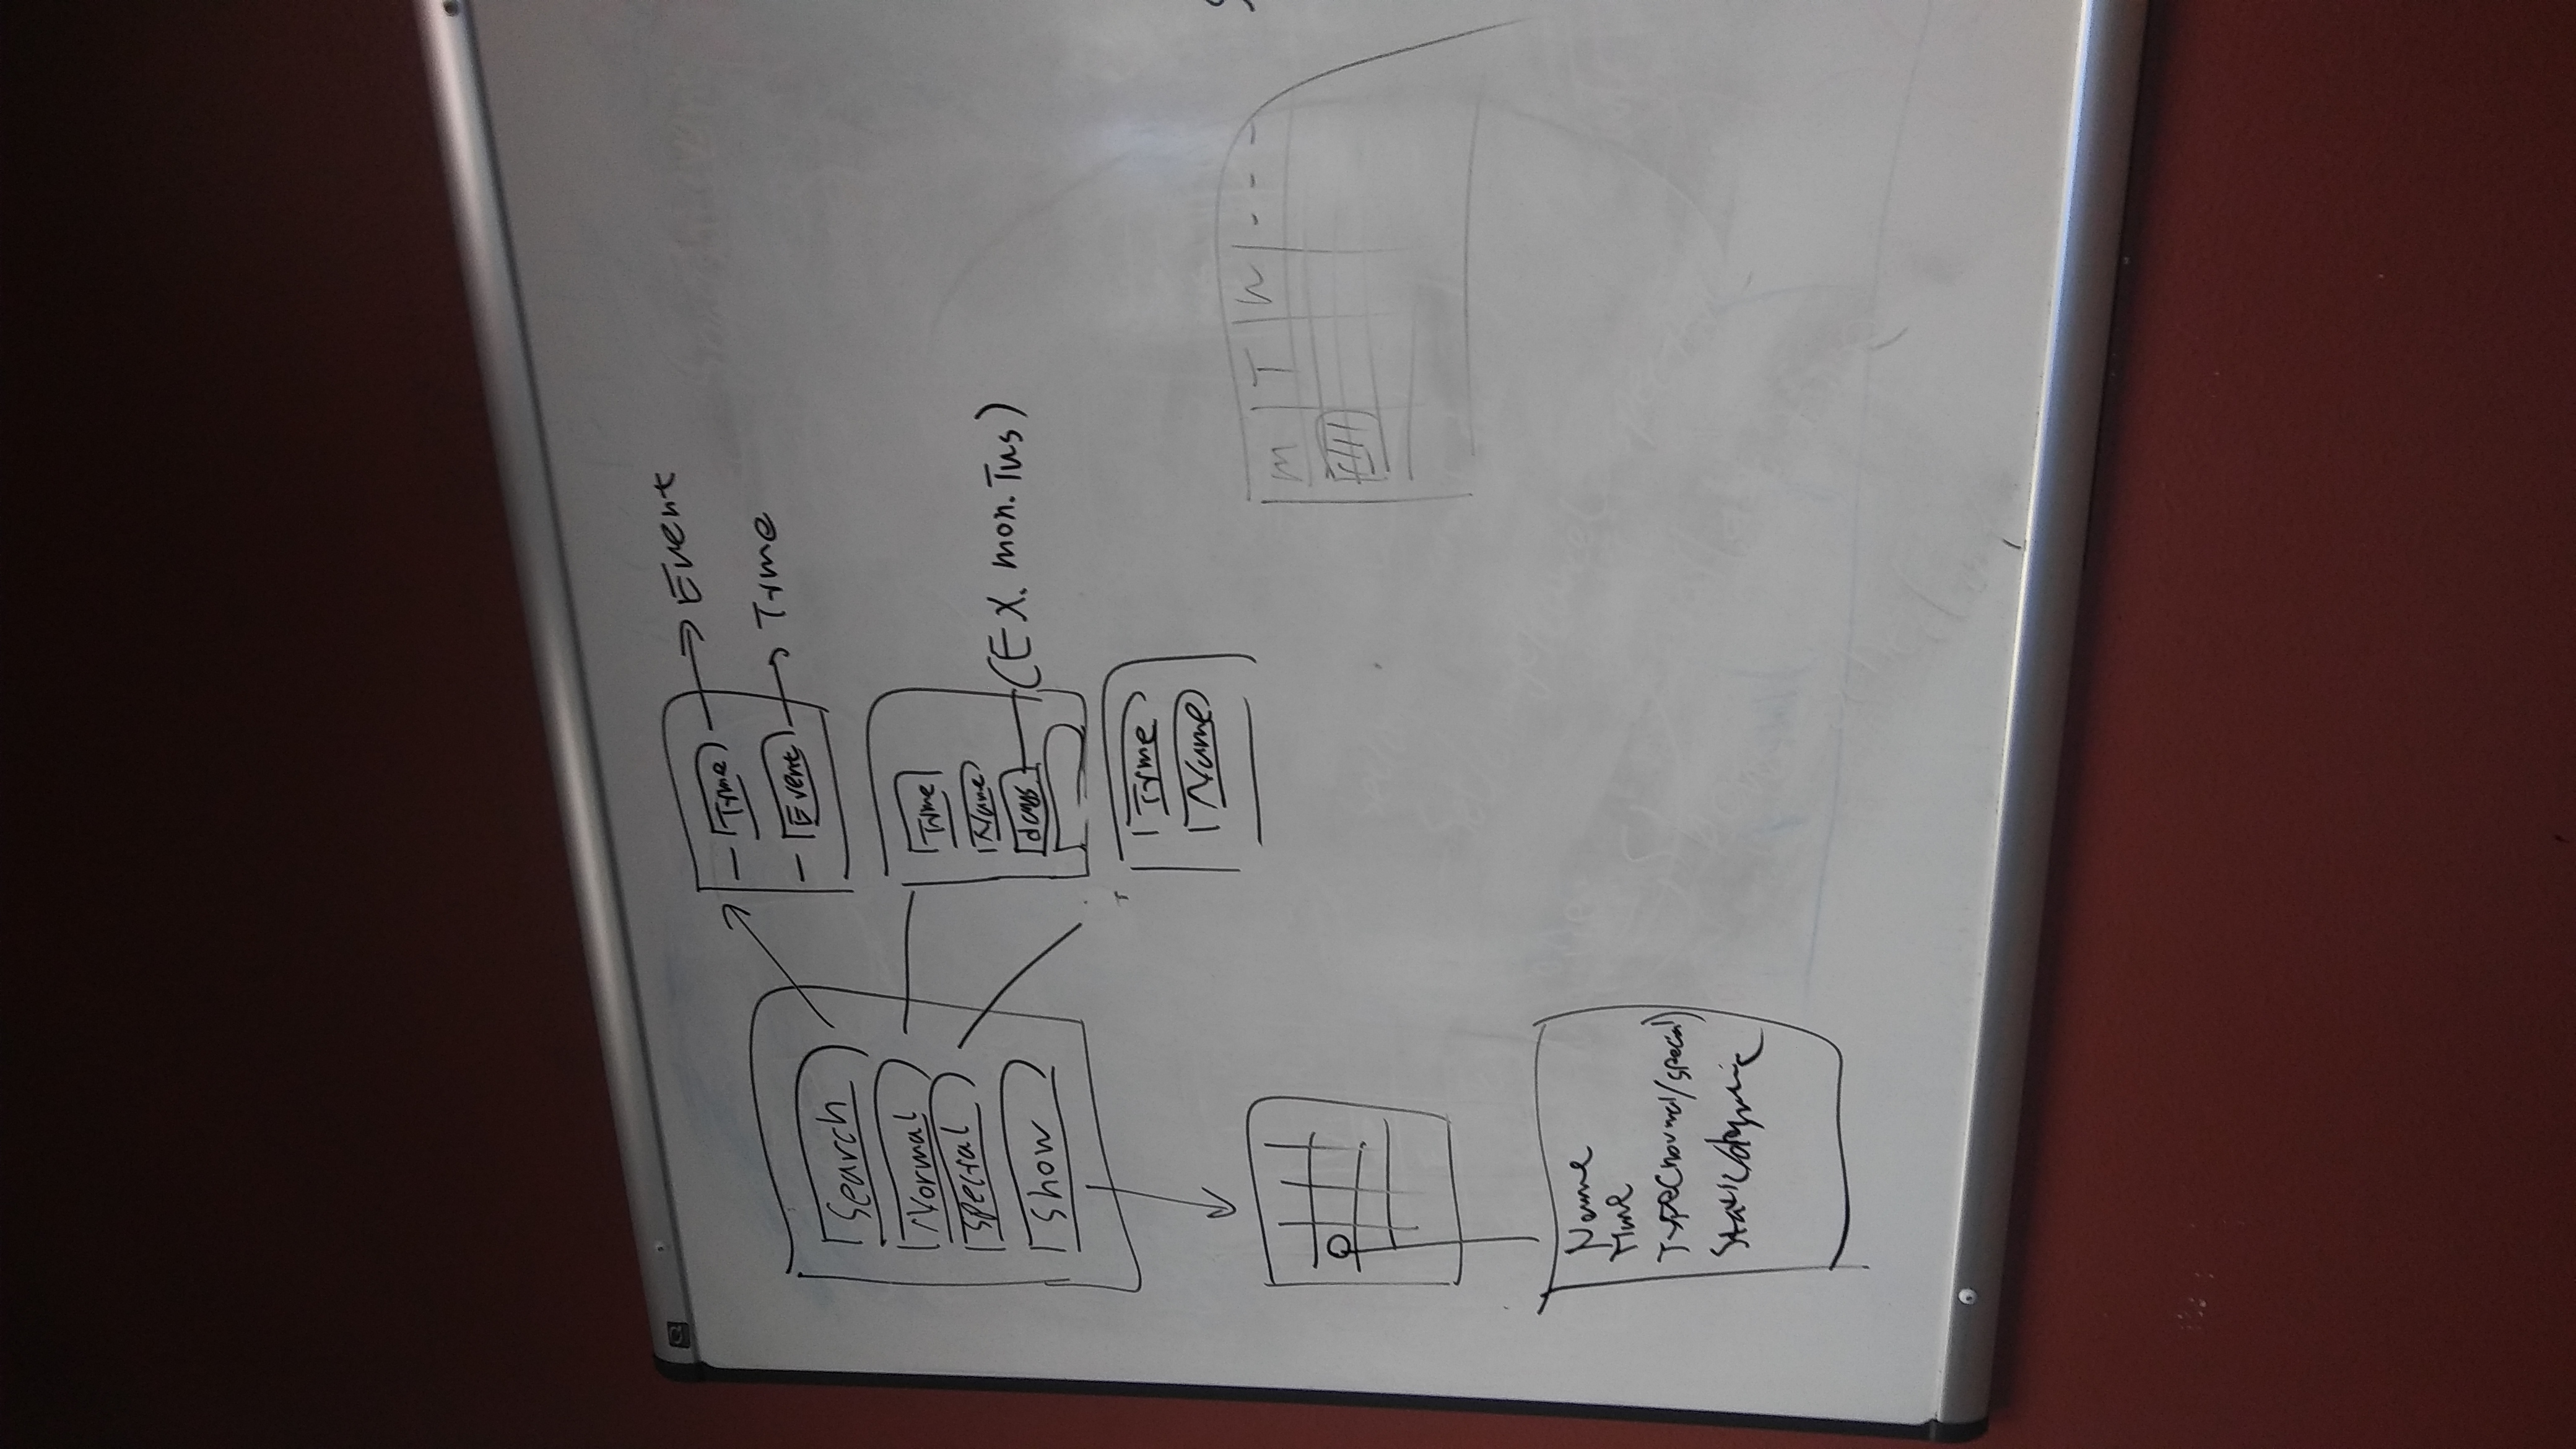 Search
Normal
Special
Show
Time → Event
Event → Time
Time
Name
days (EX. mon. Tus)
Time
Name
M T W - - -
Name
Time
Type(normal/special)
Static/dynamic